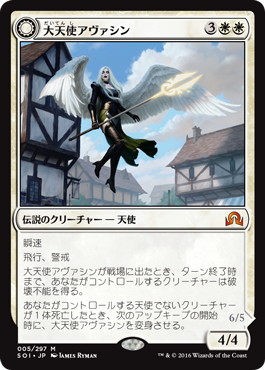 だいてんし
大天使アヴァシン 3
伝説のクリーチャー — 天使
瞬速
飛行、警戒
大天使アヴァシンが戦場に出たとき、ターン終了時まで、あなたがコントロールするクリーチャーは破壊不能を得る。
あなたがコントロールする天使でないクリーチャーが1体死亡したとき、次のアップキープの開始時に、大天使アヴァシンを変身させる。
6/5
4/4
005/297 M
SOI • JP JAMES RYMAN
™ & © 2016 Wizards of the Coast